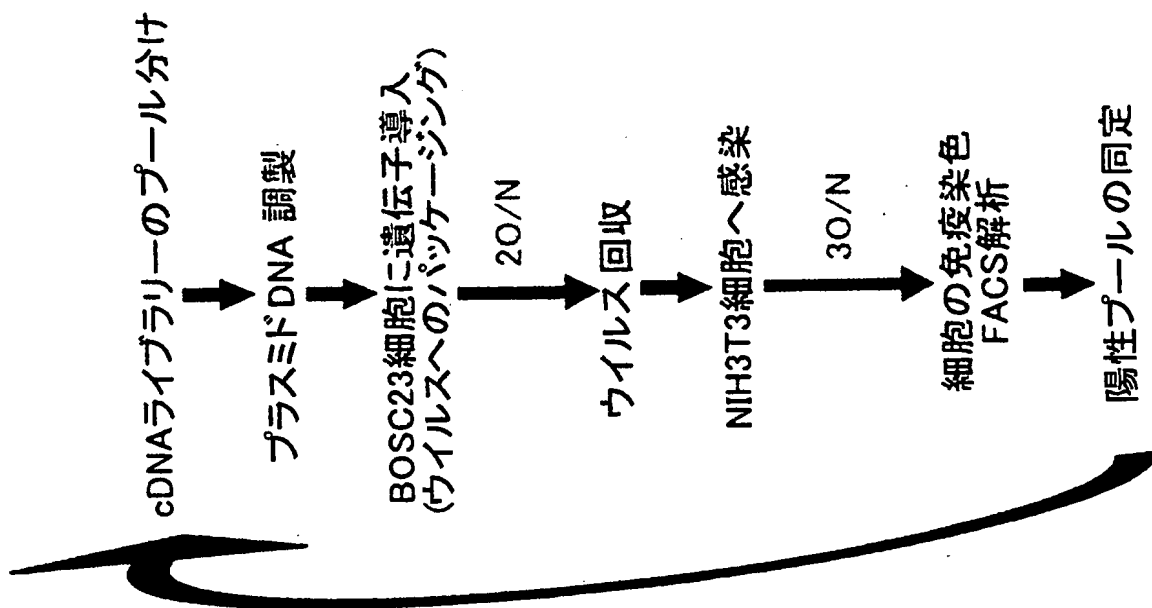 cDNAライブラリーのプール分け
プラスミドDNA 調製
BOSC23細胞に遺伝子導入
(ウイルスへのパッケージング)
2O/N
ウイルス回収
NIH3T3細胞へ感染
3O/N
細胞の免疫染色
FACS解析
陽性プールの同定